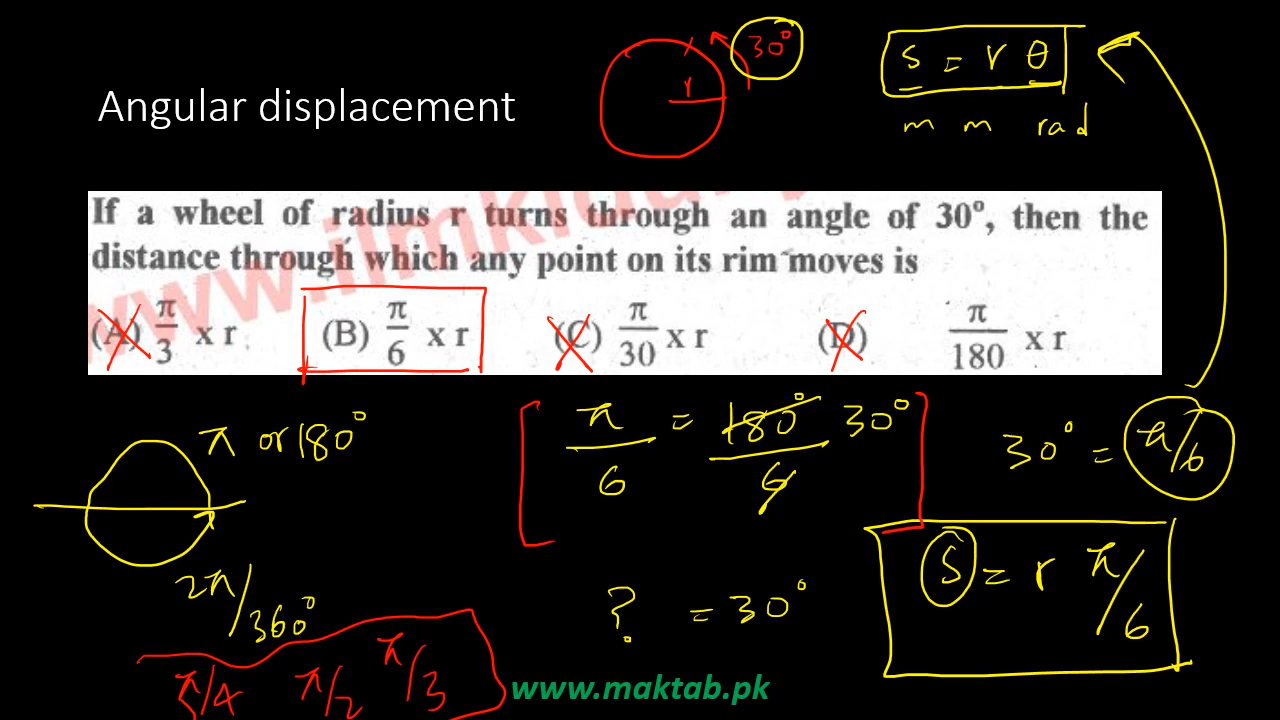 30°
r
s = r θ
m m rad
Angular displacement
If a wheel of radius r turns through an angle of 30°, then the
distance through which any point on its rim moves is
(A) π/3 x r (B) π/6 x r (C) π/30 x r (D) π/180 x r
π or 180°
π/6 = 180°/6 30°
30° = π/6
2π/360°
? = 30°
S = r π/6
π/4 π/2 π/3
www.maktab.pk